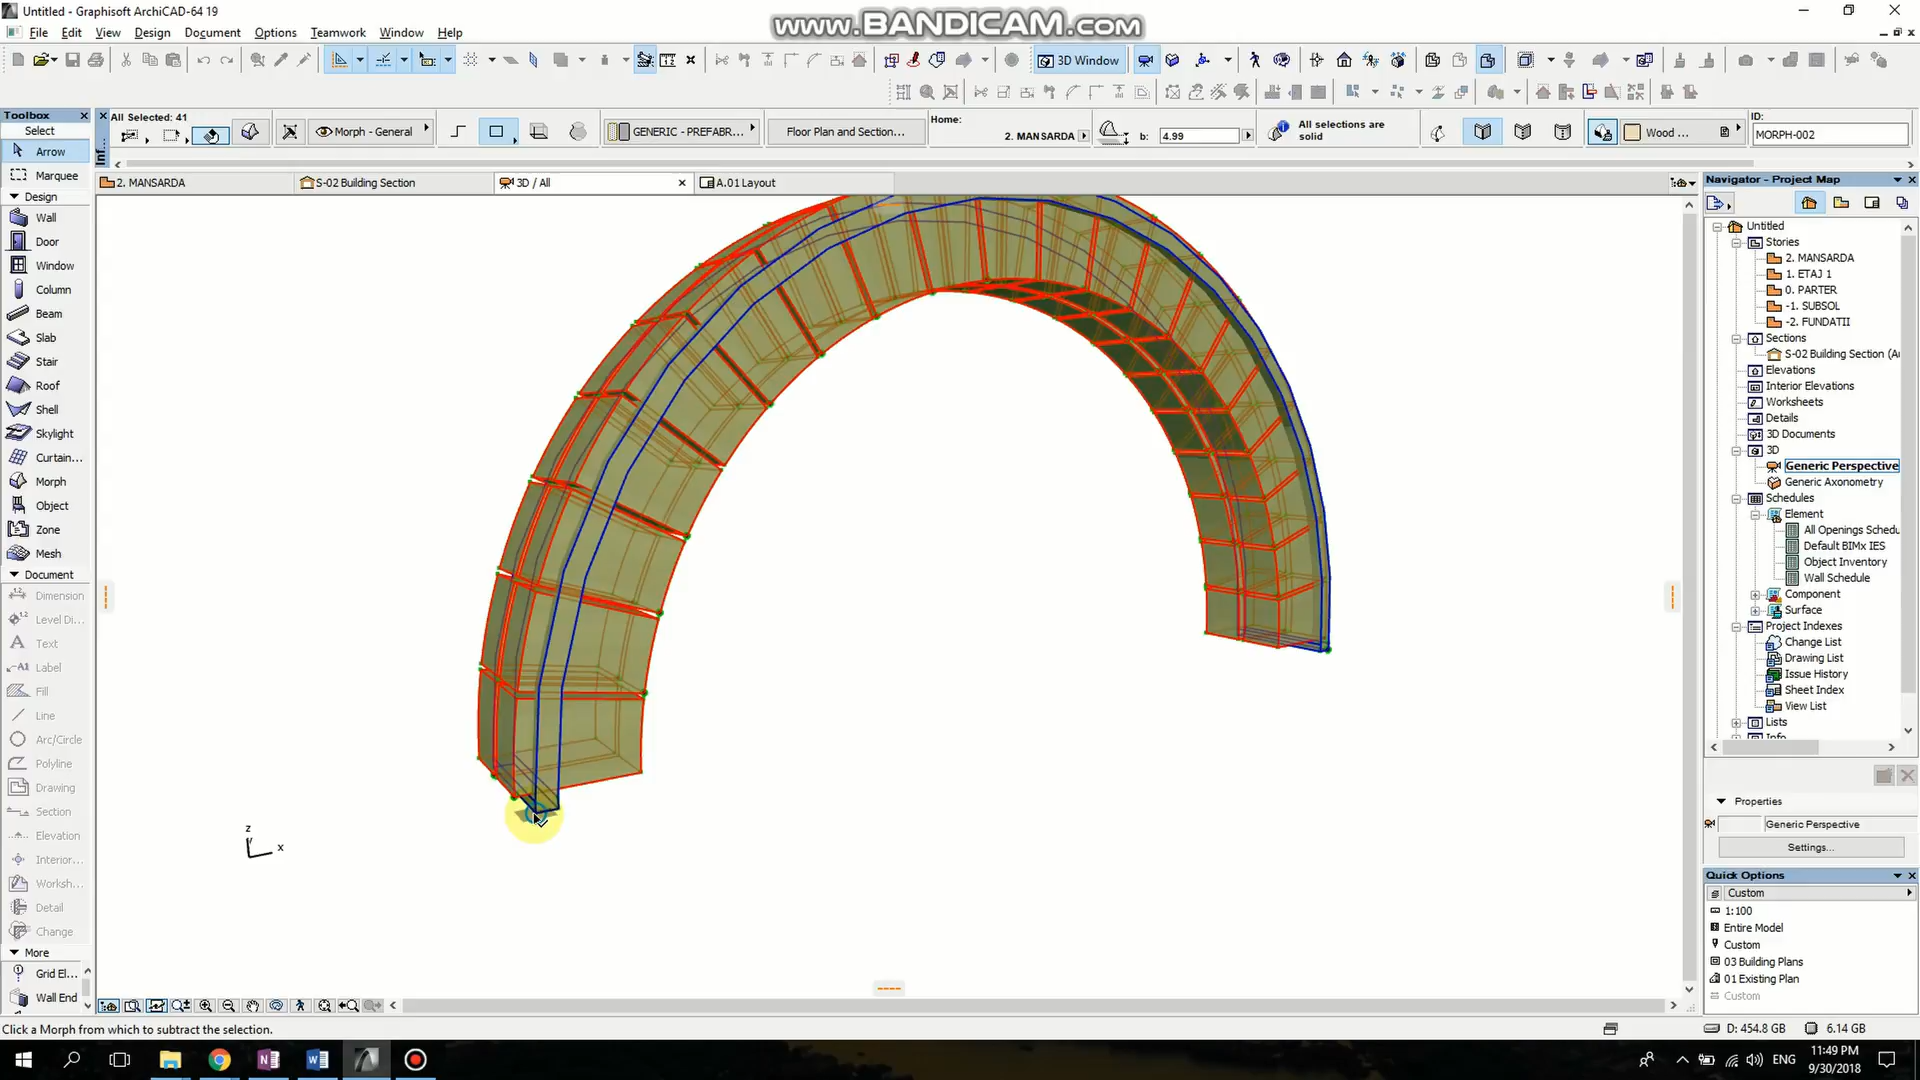 Untitled - Graphisoft ArchiCAD-64 19
www.BANDICAM.com
File Edit View Design Document Options Teamwork Window Help
3D Window
Toolbox
Select
Arrow
Marquee
Design
Wall
Door
Window
Column
Beam
Slab
Stair
Roof
Shell
Skylight
Curtain...
Morph
Object
Zone
Mesh
Document
Dimension
Level Di...
Text
Label
Fill
Line
Arc/Circle
Polyline
Drawing
Section
Elevation
Interior...
Worksh...
Detail
Change
More
Grid El...
Wall End
All Selected: 41
Morph - General
GENERIC - PREFABR...
Floor Plan and Section...
Home:
2. MANSARDA
b: 4.99
All selections are
solid
Wood ...
ID:
MORPH-002
2. MANSARDA
S-02 Building Section
3D / All
A.01 Layout
z
x
Navigator - Project Map
Untitled
Stories
2. MANSARDA
1. ETAJ 1
0. PARTER
-1. SUBSOL
-2. FUNDATII
Sections
S-02 Building Section (Au
Elevations
Interior Elevations
Worksheets
Details
3D Documents
3D
Generic Perspective
Generic Axonometry
Schedules
Element
All Openings Schedu
Default BIMx IES
Object Inventory
Wall Schedule
Component
Surface
Project Indexes
Change List
Drawing List
Issue History
Sheet Index
View List
Lists
Info
Properties
Generic Perspective
Settings...
Quick Options
Custom
1:100
Entire Model
Custom
03 Building Plans
01 Existing Plan
Custom
Click a Morph from which to subtract the selection.
D: 454.8 GB
6.14 GB
ENG
11:49 PM
9/30/2018